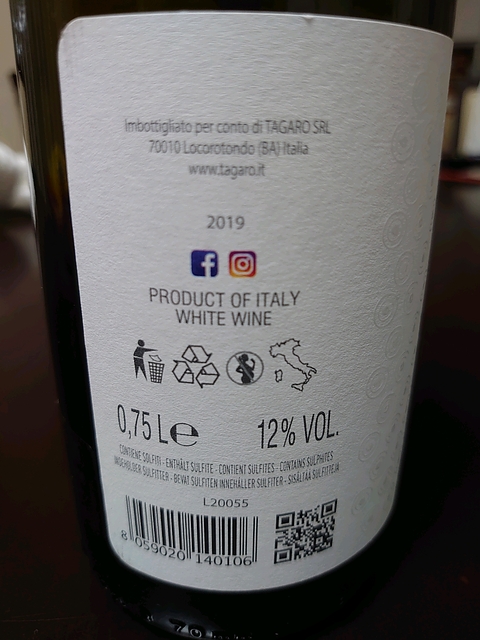 Imbottigliato per conto di TAGARO SRL
70010 Locorotondo (BA) Italia
www.tagaro.it
2019
PRODUCT OF ITALY
WHITE WINE
0,75 L e 12% VOL.
CONTIENE SOLFITI - ENTHÄLT SULFITE - CONTIENT SULFITES - CONTAINS SULPHITES
INDEHOLDER SULFITTER - BEVAT SULFITEN INNEHÅLLER SULFITER - SISÄLTÄÄ SULFIITTEJA
L20055
8 059020 140106